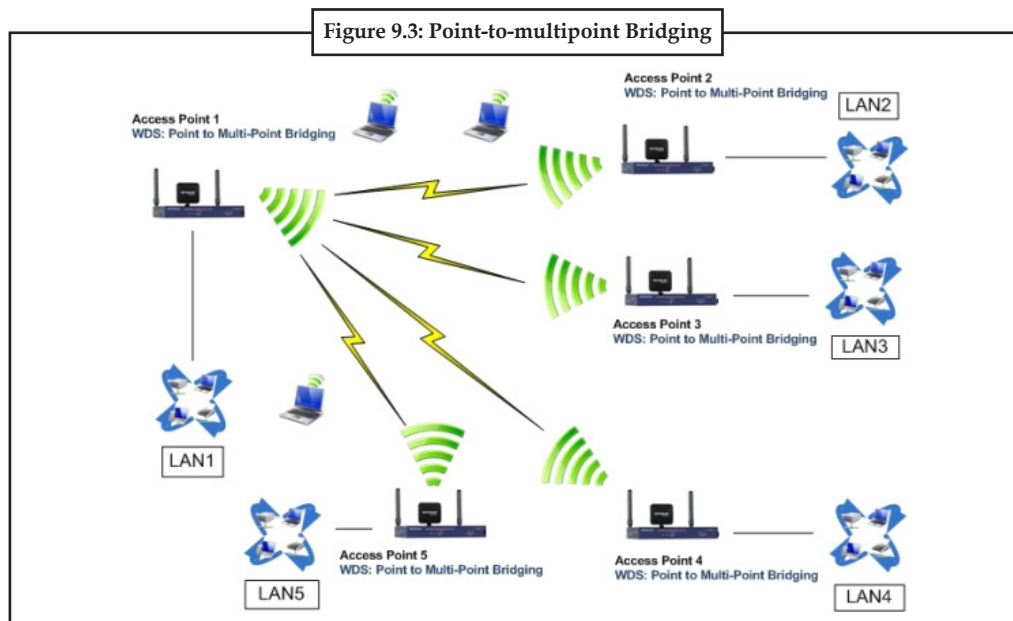 Figure 9.3: Point-to-multipoint Bridging
Access Point 1
WDS: Point to Multi-Point Bridging
Access Point 2
WDS: Point to Multi-Point Bridging
LAN2
Access Point 3
WDS: Point to Multi-Point Bridging
LAN3
LAN1
Access Point 5
WDS: Point to Multi-Point Bridging
LAN5
Access Point 4
WDS: Point to Multi-Point Bridging
LAN4